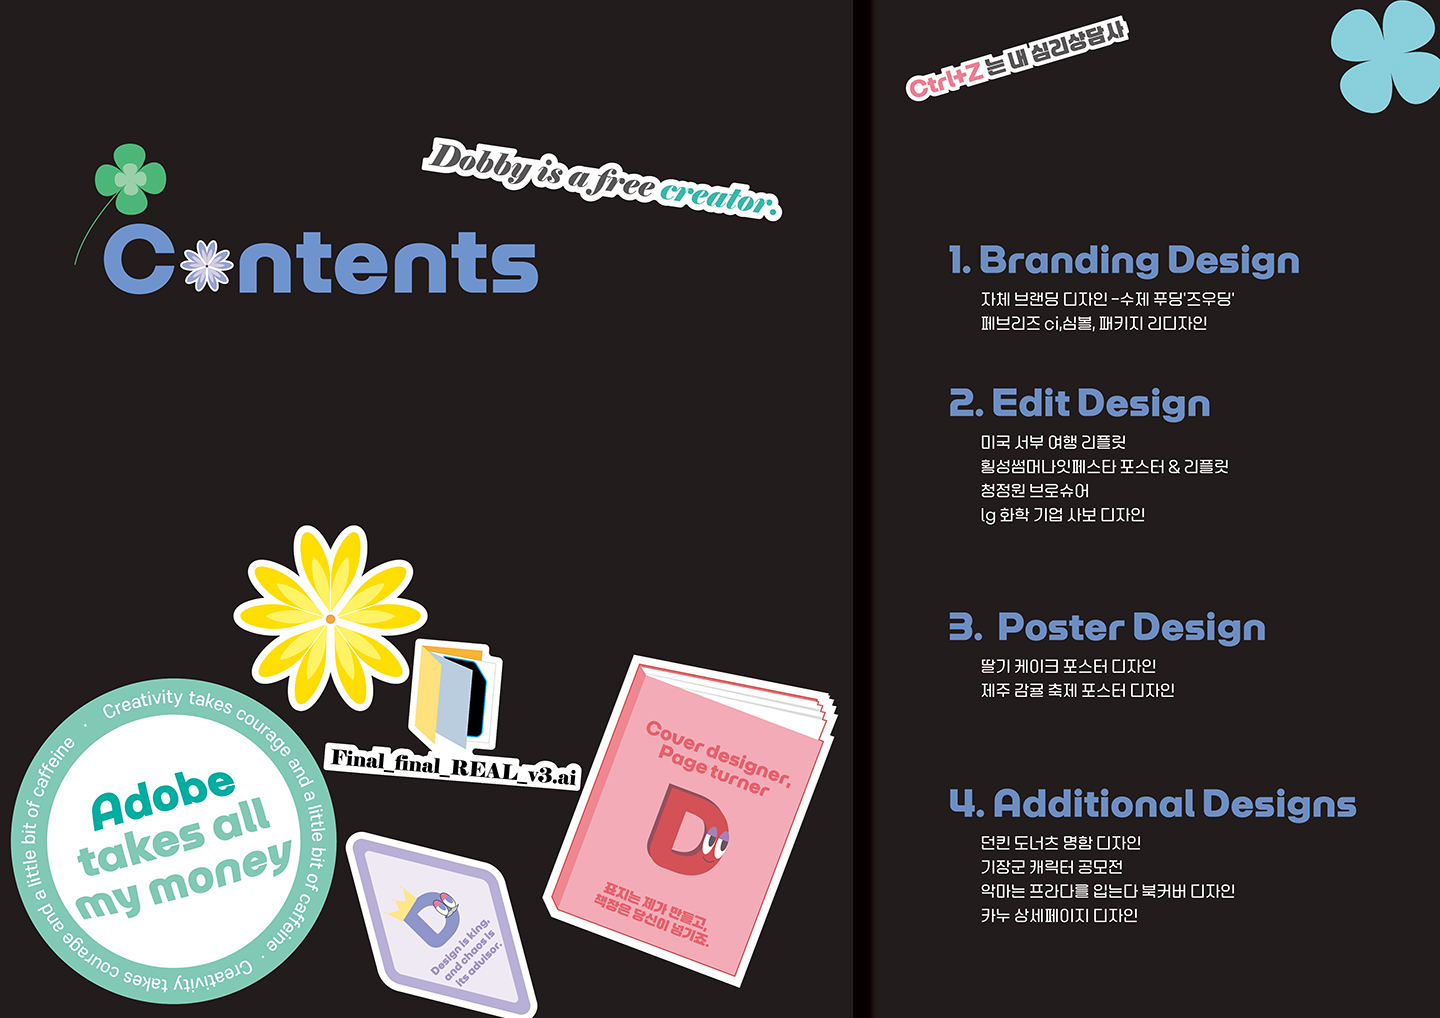 Dobby is a free creator.
Contents
Final_final_REAL_v3.ai
Creativity takes courage and a little bit of caffeine · Creativity takes courage and a little bit of caffeine ·
Adobe
takes all
my money
D
Design is king,
and chaos is
its advisor.
Cover designer,
Page turner
D
표지는 제가 만들고,
책장은 당신이 넘기죠.
Ctrl+Z는 내 심리상담사
1. Branding Design
자체 브랜딩 디자인 -수제 푸딩'즈우딩'
페브리즈 ci,심볼, 패키지 리디자인
2. Edit Design
미국 서부 여행 리플릿
횡성썸머나잇페스타 포스터 & 리플릿
청정원 브로슈어
lg 화학 기업 사보 디자인
3. Poster Design
딸기 케이크 포스터 디자인
제주 감귤 축제 포스터 디자인
4. Additional Designs
던킨 도너츠 명함 디자인
기장군 캐릭터 공모전
악마는 프라다를 입는다 북커버 디자인
카누 상세페이지 디자인